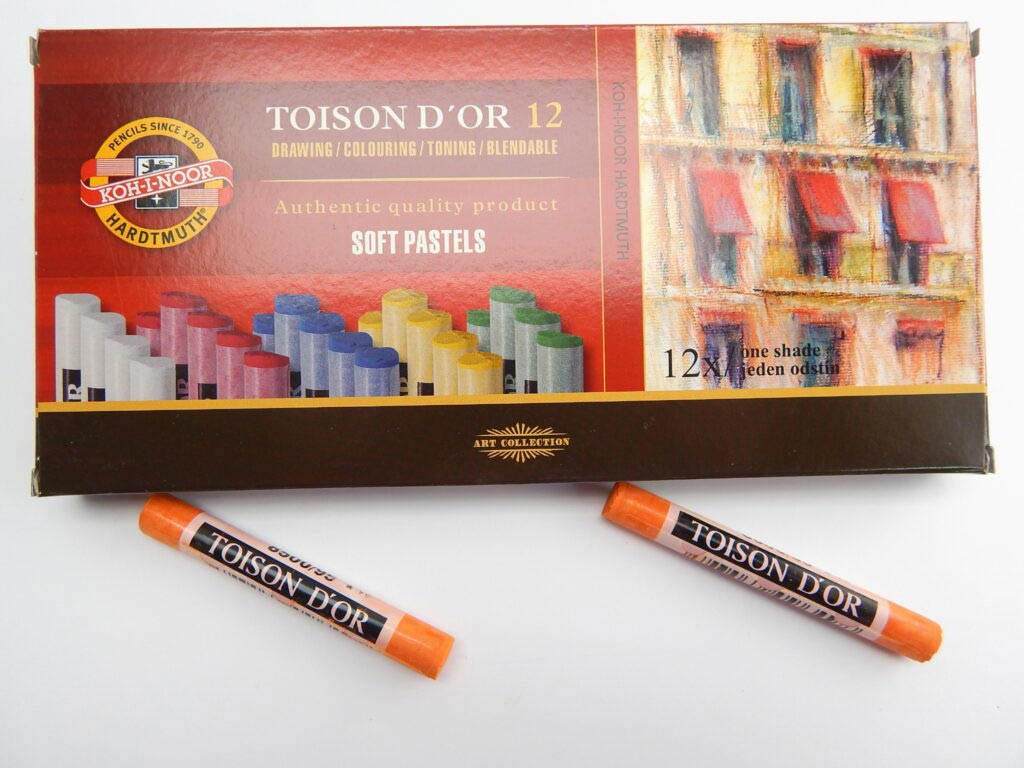 PENCILS SINCE 1790
KOH-I-NOOR
HARDTMUTH®
TOISON D´OR 12
DRAWING / COLOURING / TONING / BLENDABLE
Authentic quality product
SOFT PASTELS
KOH-I-NOOR HARDTMUTH
12x/ one shade
jeden odstín
ART COLLECTION
TOISON D'OR
TOISON D'OR